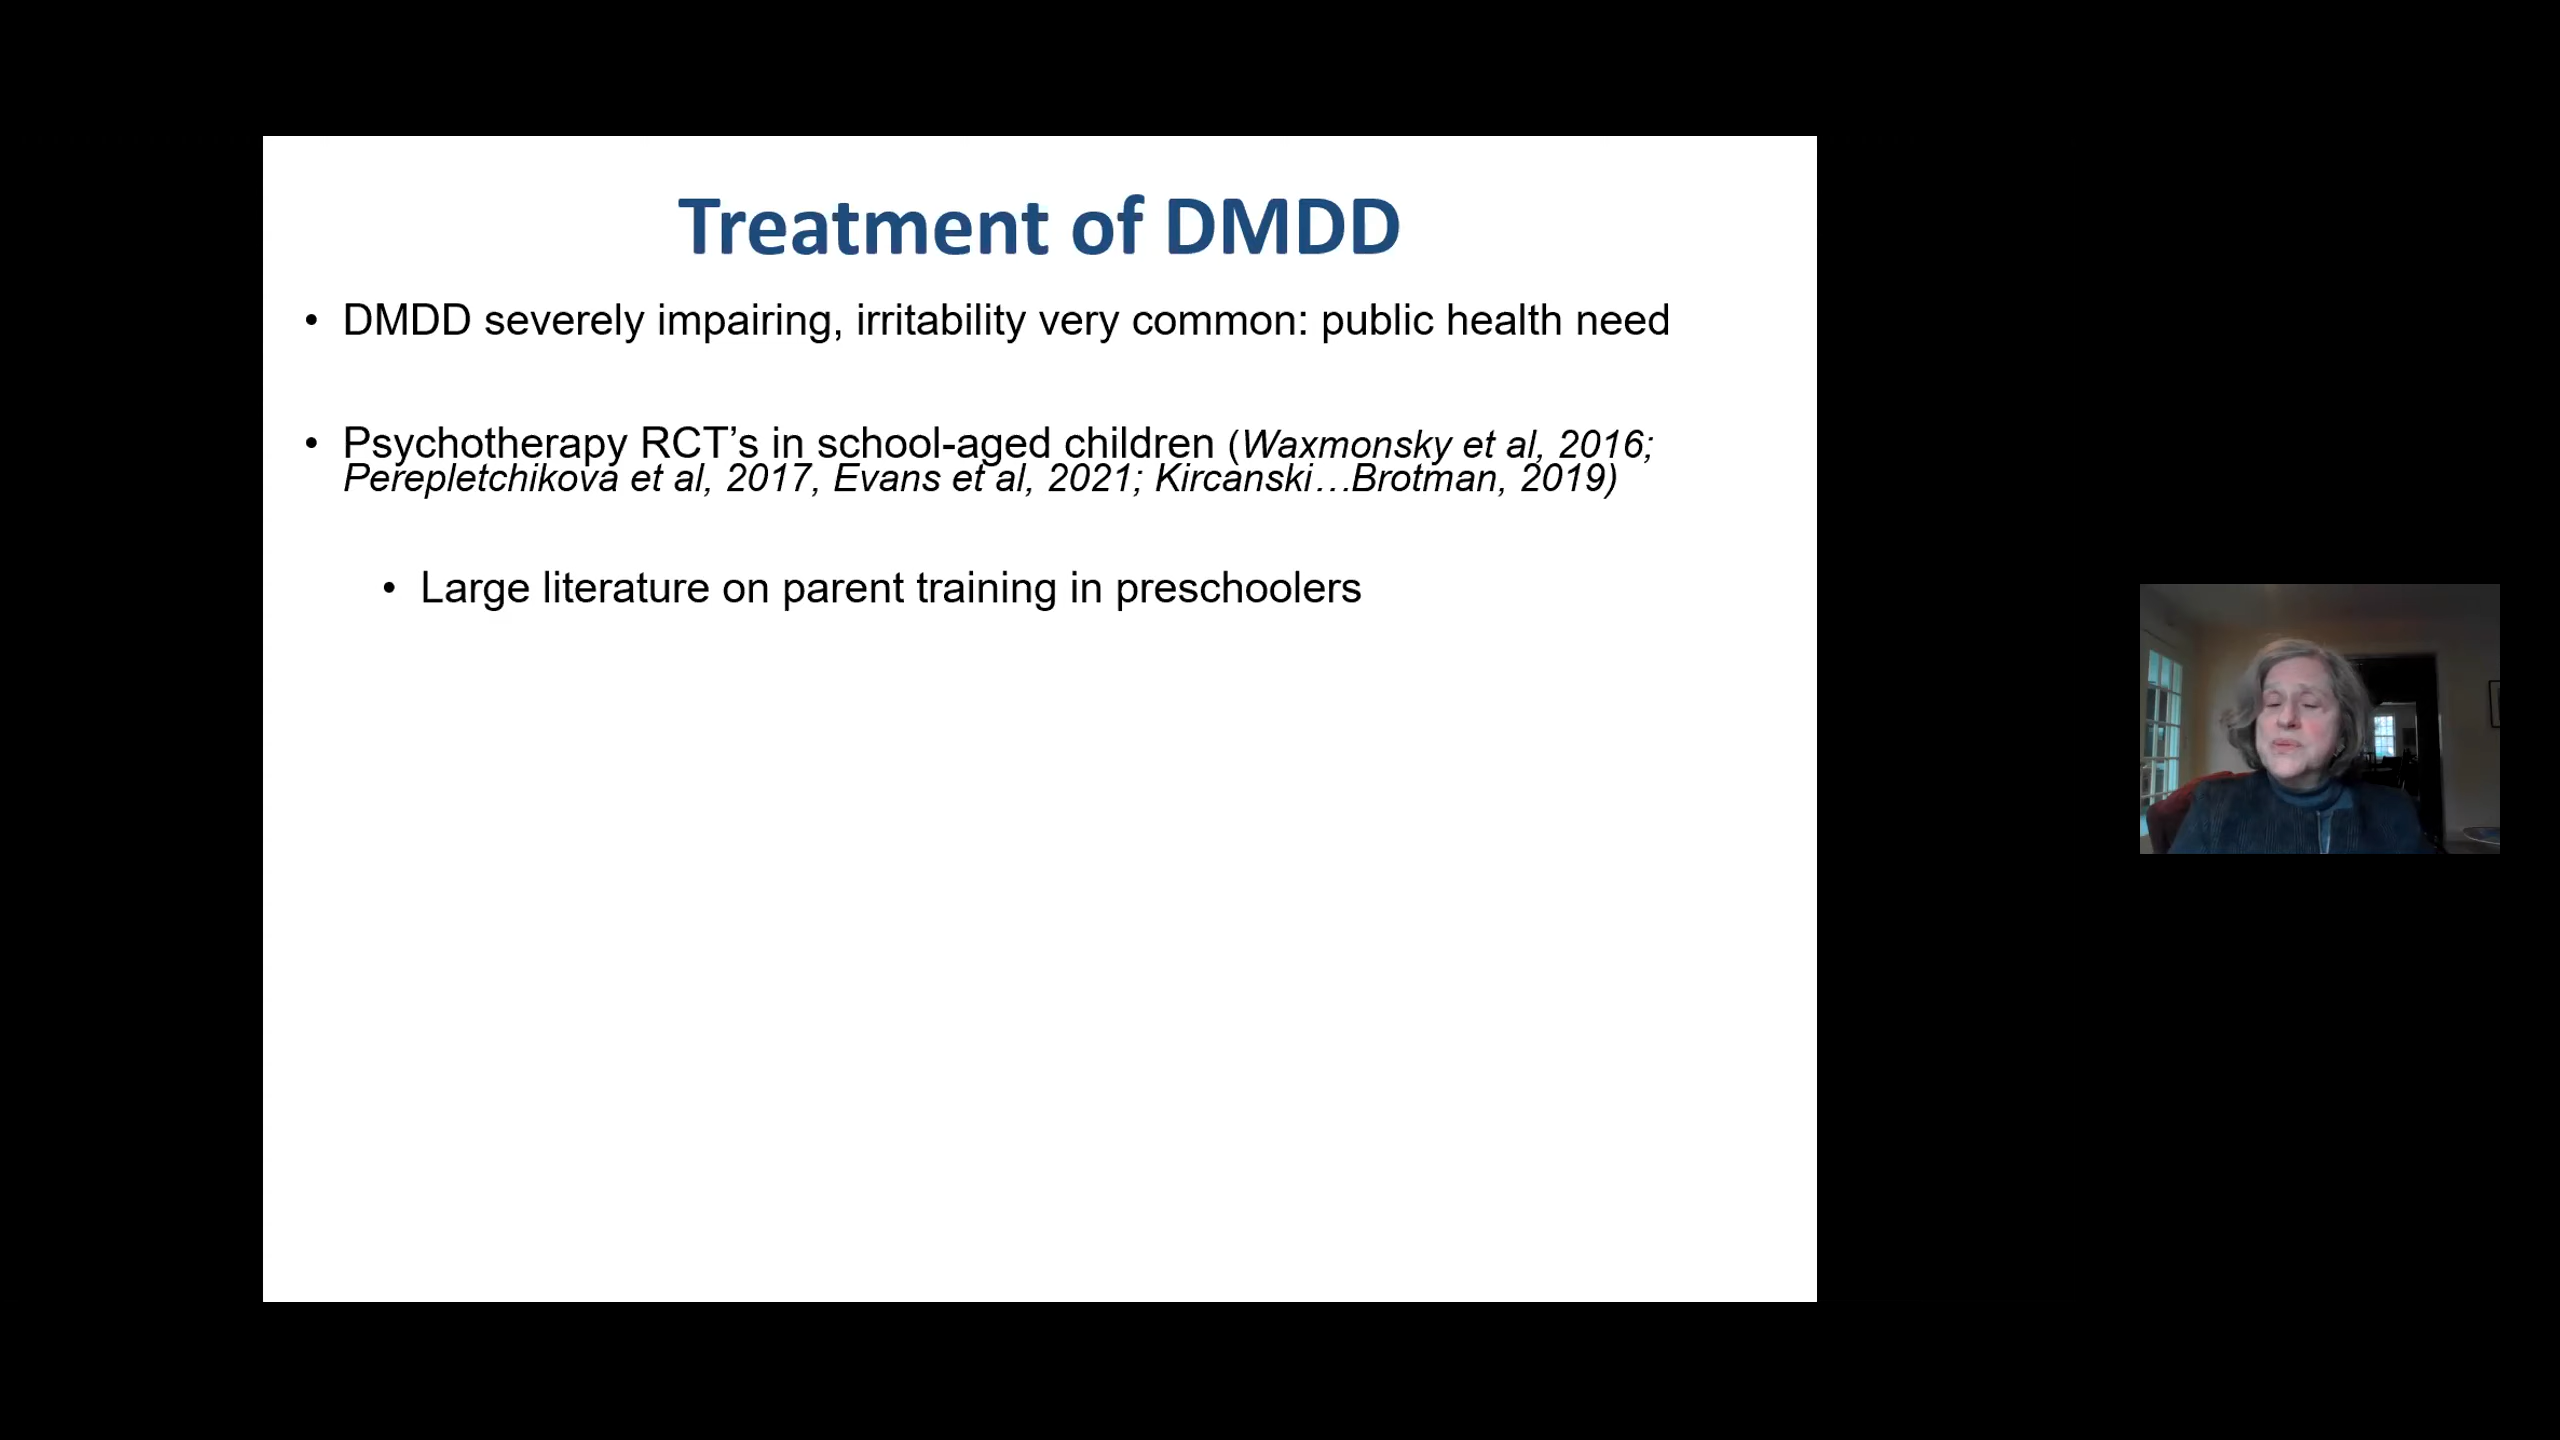 Treatment of DMDD
• DMDD severely impairing, irritability very common: public health need
• Psychotherapy RCT’s in school-aged children (Waxmonsky et al, 2016;
Perepletchikova et al, 2017, Evans et al, 2021; Kircanski…Brotman, 2019)
• Large literature on parent training in preschoolers